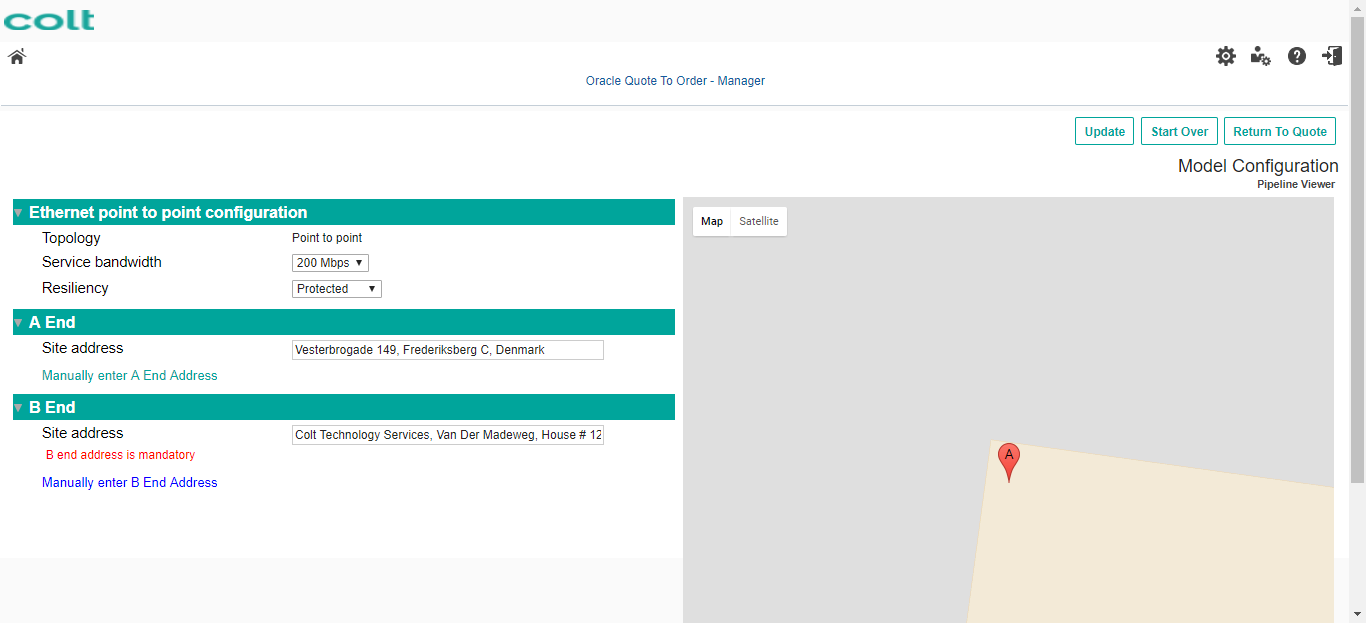 colt
Oracle Quote To Order - Manager
Update Start Over Return To Quote
Model Configuration
Pipeline Viewer
Ethernet point to point configuration
Topology Point to point
Service bandwidth 200 Mbps
Resiliency Protected
A End
Site address Vesterbrogade 149, Frederiksberg C, Denmark
Manually enter A End Address
B End
Site address Colt Technology Services, Van Der Madeweg, House # 12
B end address is mandatory
Manually enter B End Address
Map Satellite
A